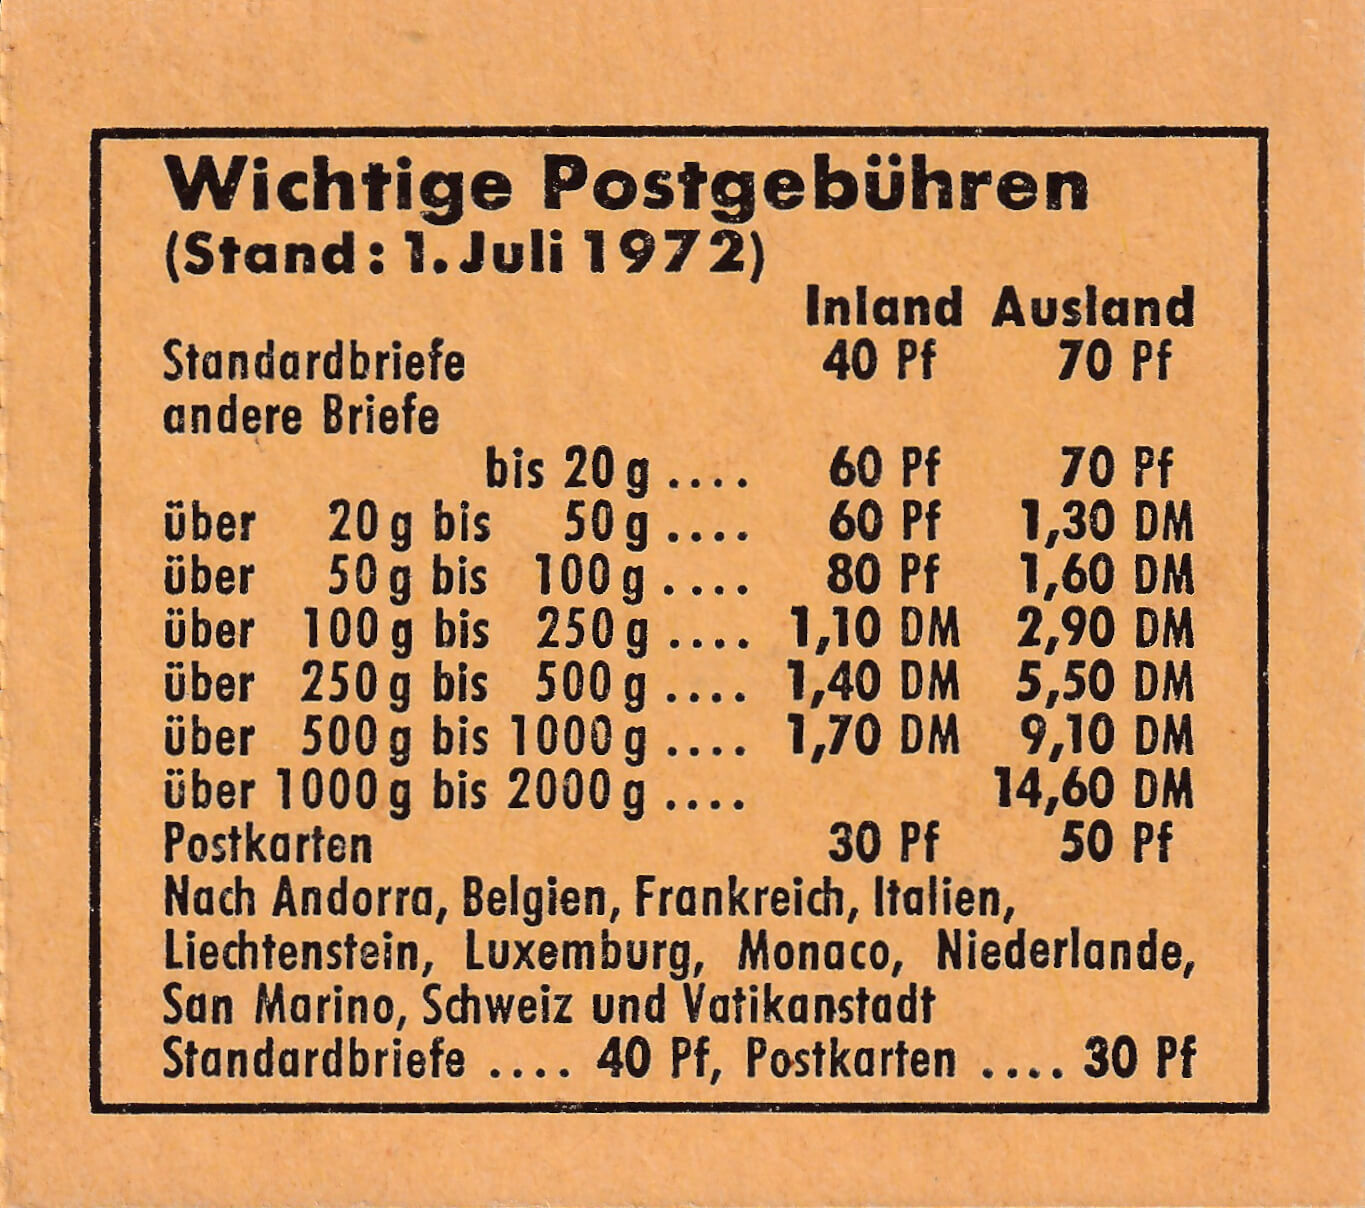 Wichtige Postgebühren
(Stand: 1. Juli 1972)
Inland Ausland
Standardbriefe 40 Pf 70 Pf
andere Briefe
bis 20 g .... 60 Pf 70 Pf
über 20 g bis 50 g .... 60 Pf 1,30 DM
über 50 g bis 100 g .... 80 Pf 1,60 DM
über 100 g bis 250 g .... 1,10 DM 2,90 DM
über 250 g bis 500 g .... 1,40 DM 5,50 DM
über 500 g bis 1000 g .... 1,70 DM 9,10 DM
über 1000 g bis 2000 g .... 14,60 DM
Postkarten 30 Pf 50 Pf
Nach Andorra, Belgien, Frankreich, Italien,
Liechtenstein, Luxemburg, Monaco, Niederlande,
San Marino, Schweiz und Vatikanstadt
Standardbriefe .... 40 Pf, Postkarten .... 30 Pf